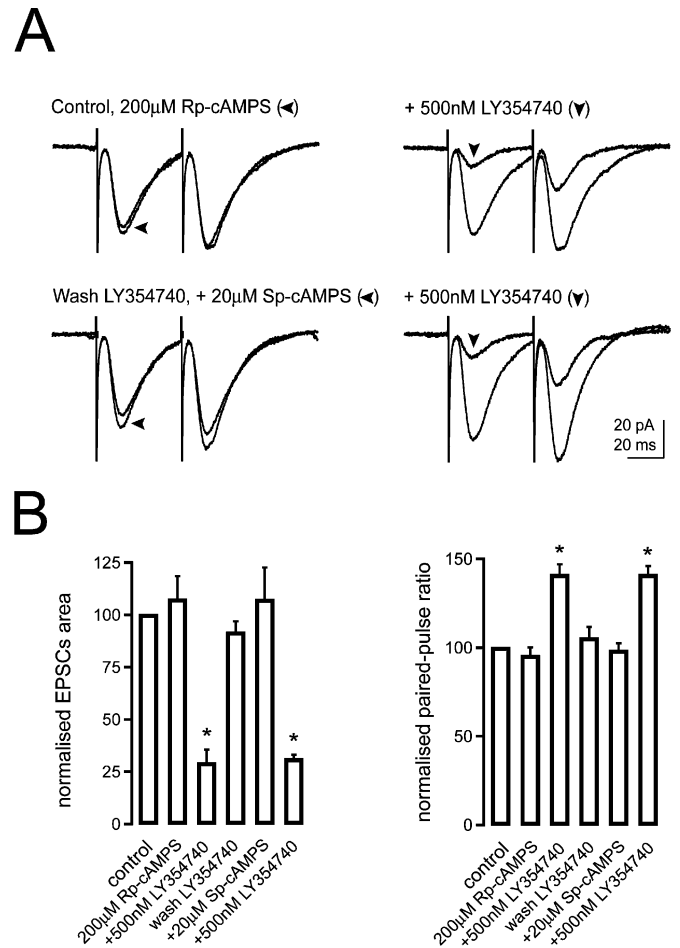 A
Control, 200µM Rp-cAMPS (➤)
+ 500nM LY354740 (➤)
Wash LY354740, + 20µM Sp-cAMPS (➤)
+ 500nM LY354740 (➤)
20 pA
20 ms
B
normalised EPSCs area
125
100
75
50
25
0
*
*
control
200µM Rp-cAMPS
+500nM LY354740
wash LY354740
+20µM Sp-cAMPS
+500nM LY354740
normalised paired-pulse ratio
150
100
50
0
*
*
control
200µM Rp-cAMPS
+500nM LY354740
wash LY354740
+20µM Sp-cAMPS
+500nM LY354740